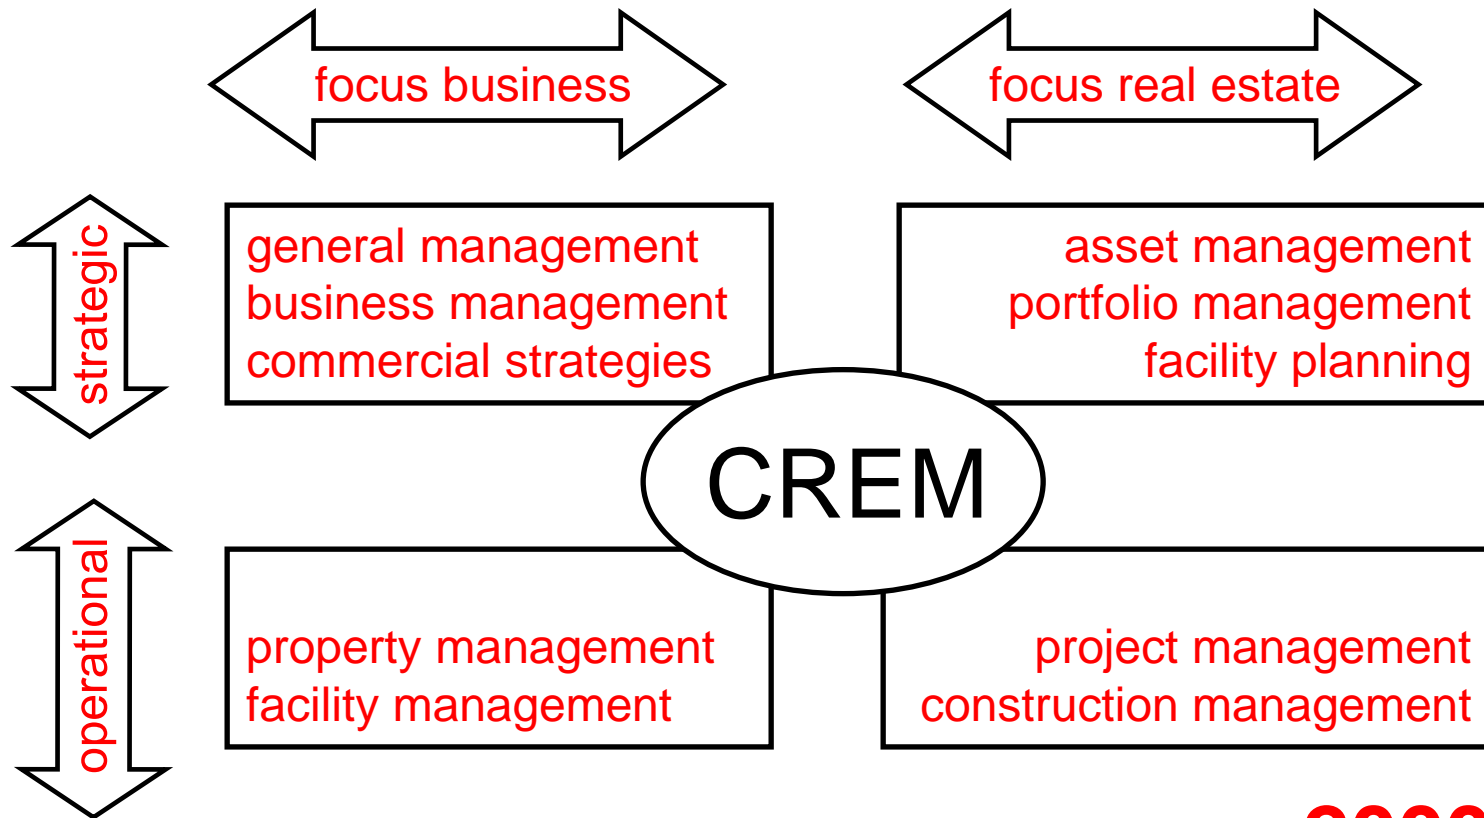 focus business
focus real estate
strategic
general management
business management
commercial strategies
asset management
portfolio management
facility planning
CREM
operational
property management
facility management
project management
construction management